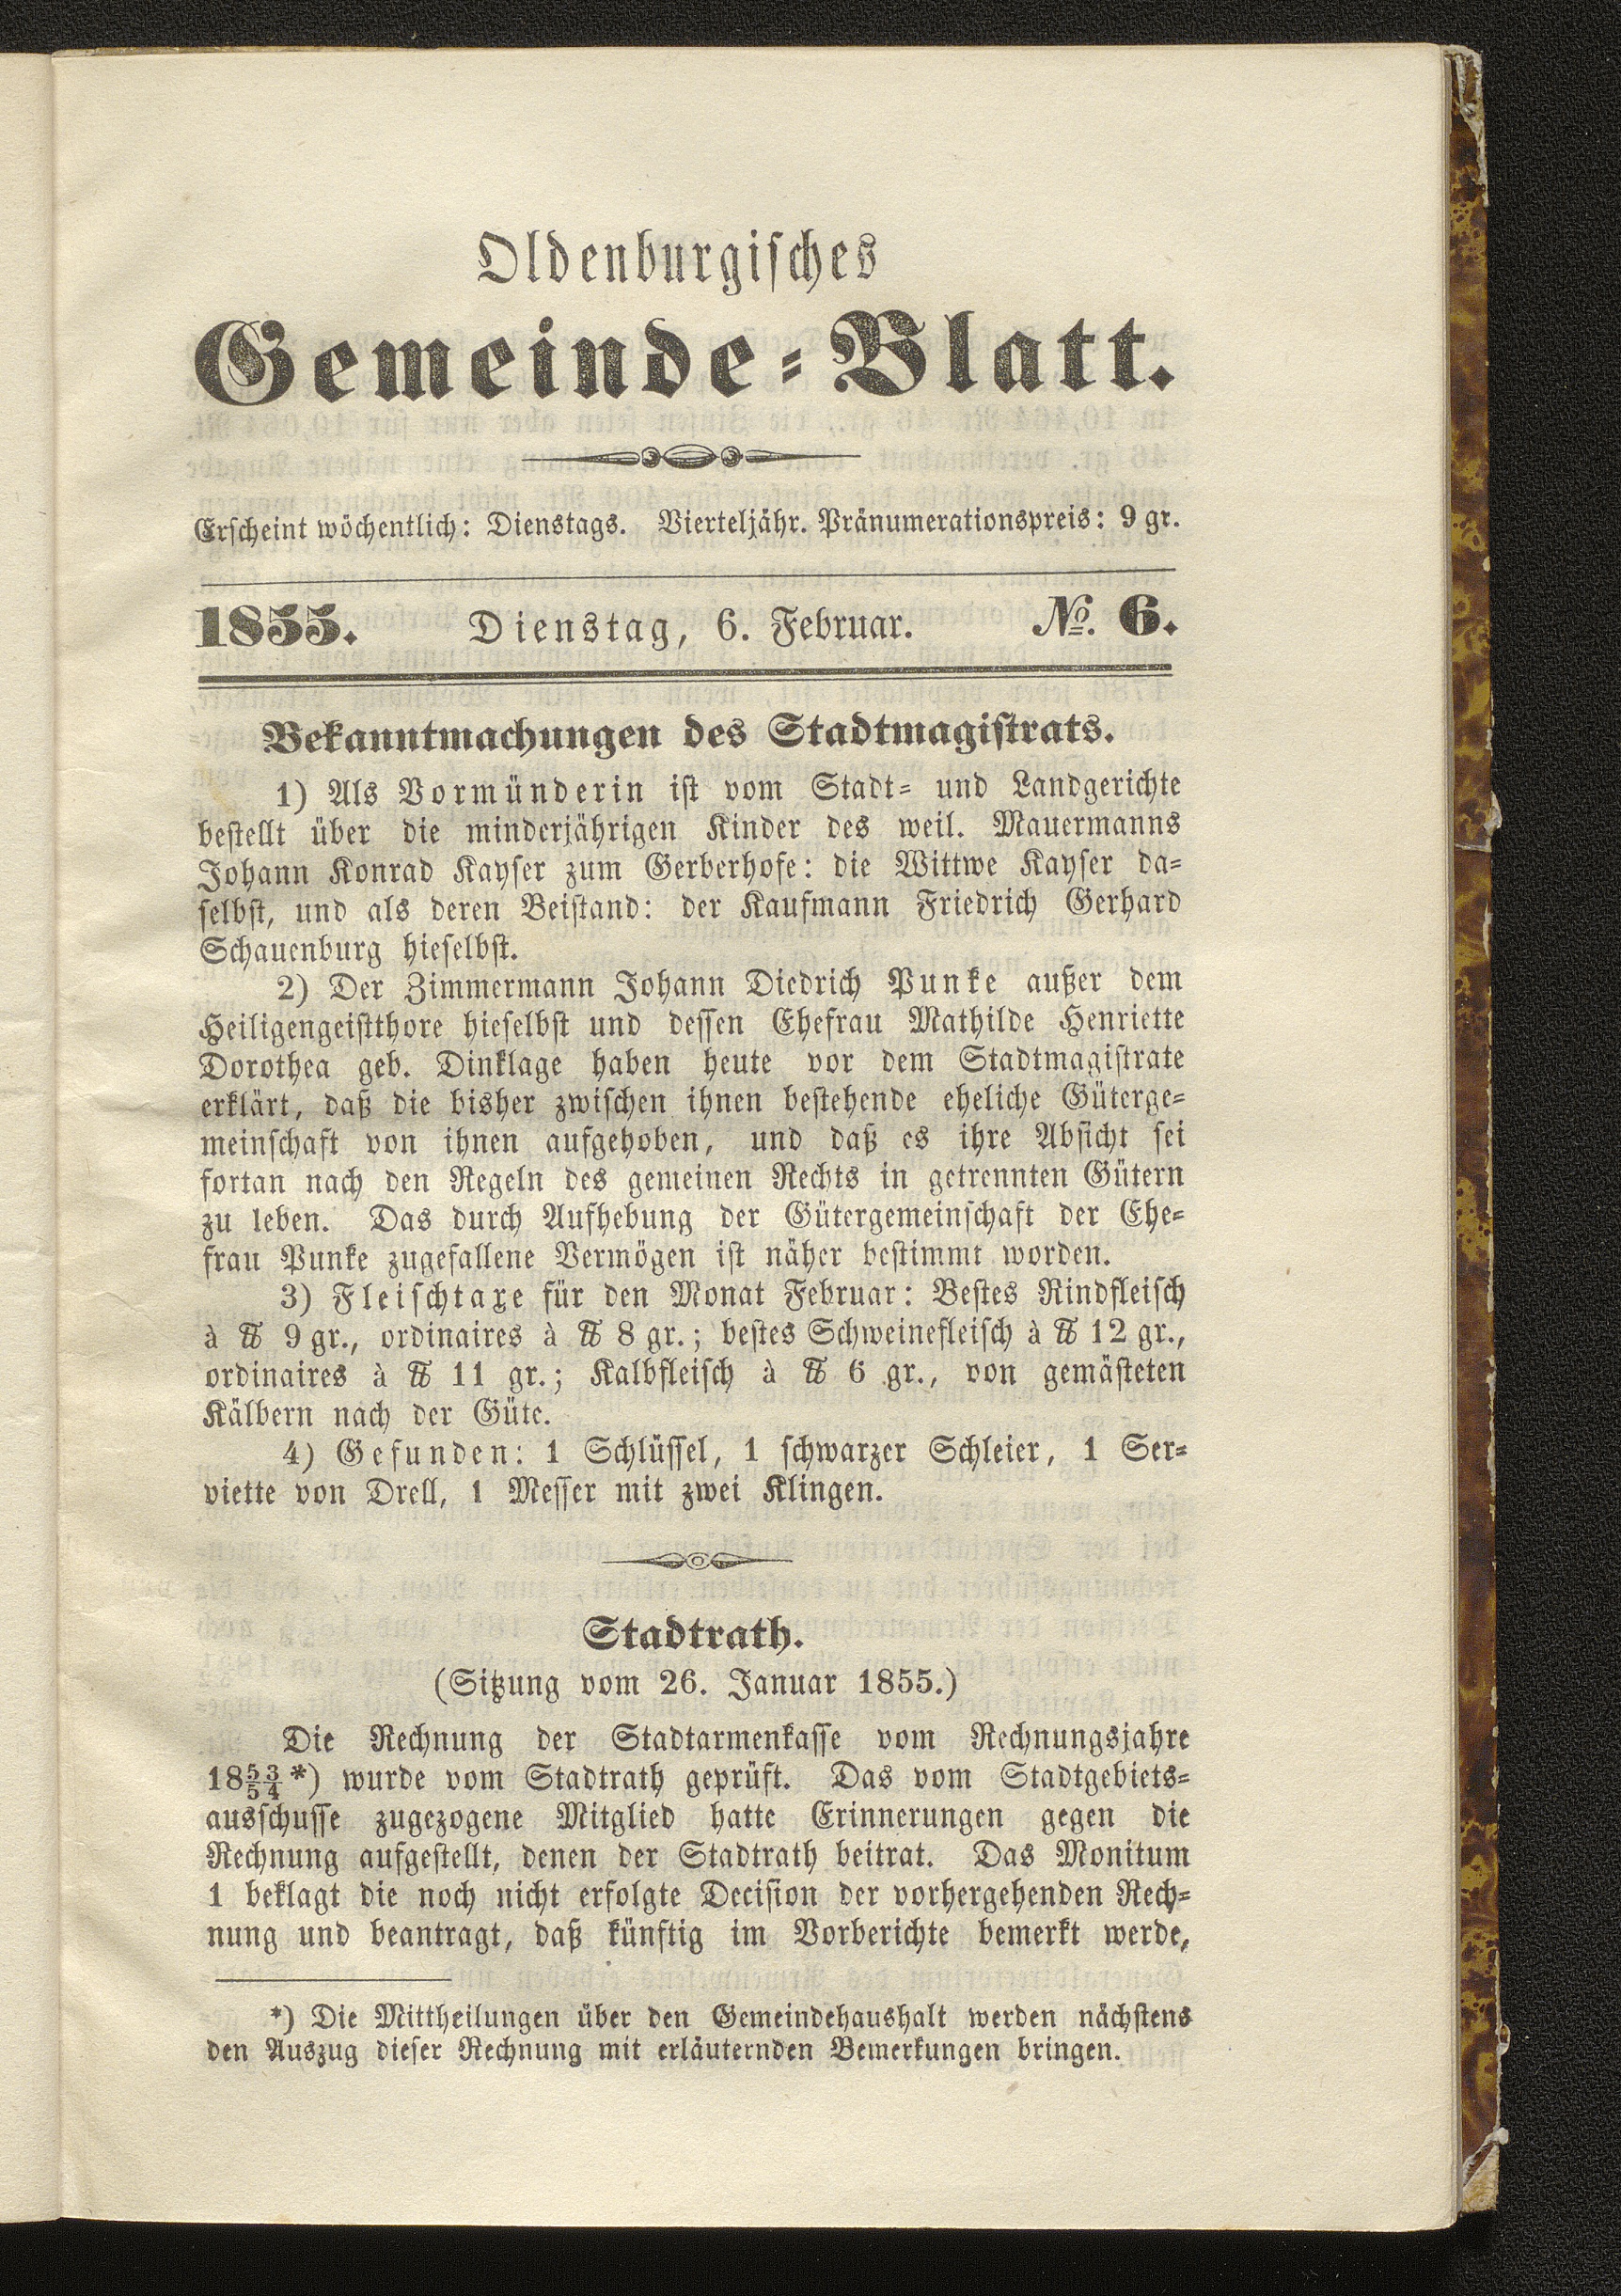 Oldenburgisches
Gemeinde-Blatt.
Erscheint wöchentlich: Dienstags. Vierteljähr. Pränumerationspreis: 9 gr.
1855. Dienstag, 6. Februar. No. 6.
Bekanntmachungen des Stadtmagistrats.
1) Als Vormünderin ist vom Stadt- und Landgerichte
bestellt über die minderjährigen Kinder des weil. Mauermanns
Johann Konrad Kayser zum Gerberhofe: die Wittwe Kayser da-
selbst, und als deren Beistand: der Kaufmann Friedrich Gerhard
Schauenburg hieselbst.
2) Der Zimmermann Johann Diedrich Punke außer dem
Heiligengeistthore hieselbst und dessen Ehefrau Mathilde Henriette
Dorothea geb. Dinklage haben heute vor dem Stadtmagistrate
erklärt, daß die bisher zwischen ihnen bestehende eheliche Güterge-
meinschaft von ihnen aufgehoben, und daß es ihre Absicht sei
fortan nach den Regeln des gemeinen Rechts in getrennten Gütern
zu leben. Das durch Aufhebung der Gütergemeinschaft der Ehe-
frau Punke zugefallene Vermögen ist näher bestimmt worden.
3) Fleischtaxe für den Monat Februar: Bestes Rindfleisch
à ℔ 9 gr., ordinaires à ℔ 8 gr.; bestes Schweinefleisch à ℔ 12 gr.,
ordinaires à ℔ 11 gr.; Kalbfleisch à ℔ 6 gr., von gemästeten
Kälbern nach der Güte.
4) Gefunden: 1 Schlüssel, 1 schwarzer Schleier, 1 Ser-
viette von Drell, 1 Messer mit zwei Klingen.
Stadtrath.
(Sitzung vom 26. Januar 1855.)
Die Rechnung der Stadtarmenkasse vom Rechnungsjahre
18 53/54 *) wurde vom Stadtrath geprüft. Das vom Stadtgebiets-
ausschusse zugezogene Mitglied hatte Erinnerungen gegen die
Rechnung aufgestellt, denen der Stadtrath beitrat. Das Monitum
1 beklagt die noch nicht erfolgte Decision der vorhergehenden Rech-
nung und beantragt, daß künftig im Vorberichte bemerkt werde,
*) Die Mittheilungen über den Gemeindehaushalt werden nächstens
den Auszug dieser Rechnung mit erläuternden Bemerkungen bringen.